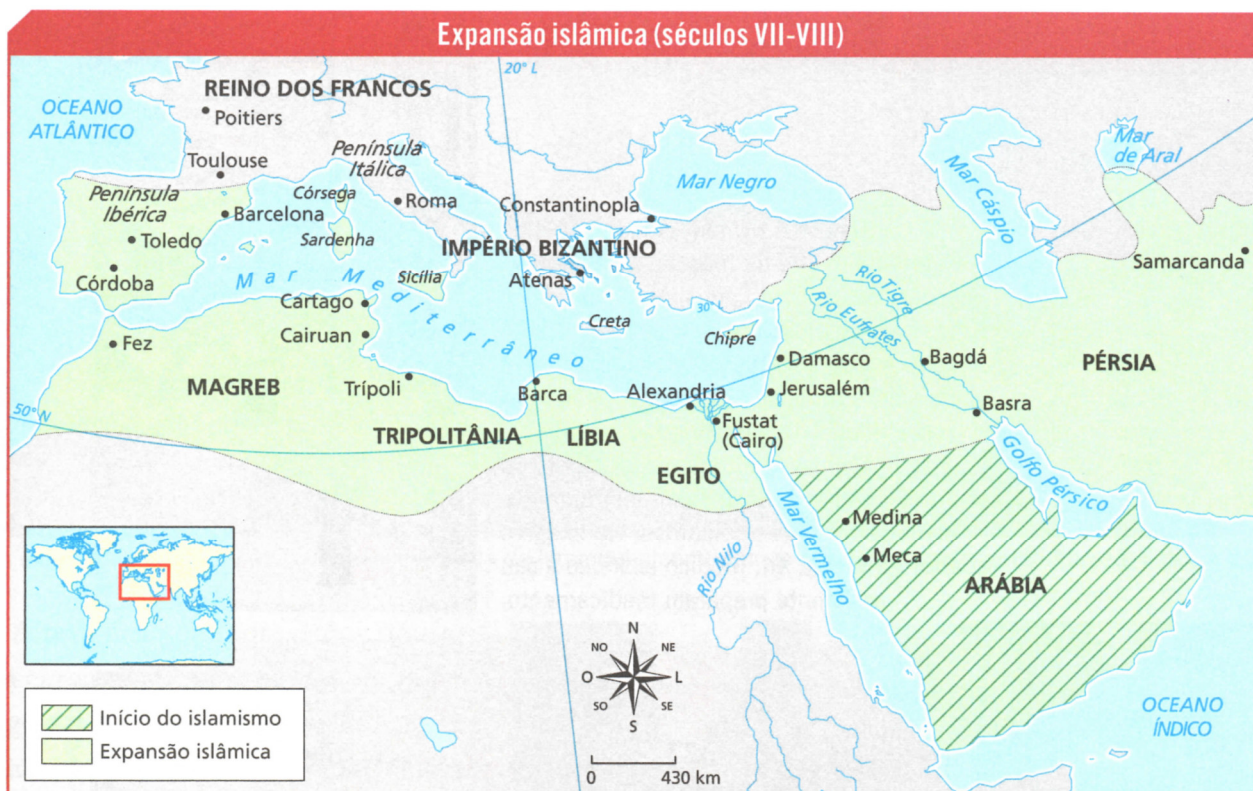 Expansão islâmica (séculos VII-VIII)
20° L
REINO DOS FRANCOS
OCEANO
ATLÂNTICO
Poitiers
Toulouse
Península
Itálica
Mar
de Aral
Mar Cáspio
Mar Negro
Península
Ibérica
Córsega
Roma
Constantinopla
Barcelona
Toledo
Sardenha
IMPÉRIO BIZANTINO
Samarcanda
Córdoba
Mar Mediterrâneo
Sicília
Atenas
Rio Tigre
Rio Eufrates
Cartago
30° L
Creta
Chipre
Fez
Cairuan
Damasco
Bagdá
PÉRSIA
MAGREB
Trípoli
Barca
Alexandria
Jerusalém
Basra
50° N
Fustat
(Cairo)
TRIPOLITÂNIA
LÍBIA
Golfo Pérsico
EGITO
Medina
Mar Vermelho
Meca
Rio Nilo
ARÁBIA
N
NO
NE
O
L
SO
SE
S
Início do islamismo
Expansão islâmica
OCEANO
ÍNDICO
0 430 km